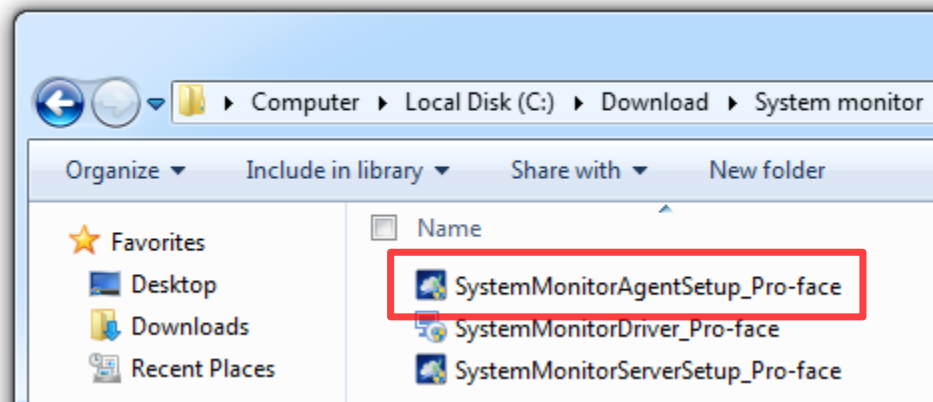 Computer Local Disk (C:) Download System monitor
Organize Include in library Share with New folder
Favorites
Desktop
Downloads
Recent Places
Name
SystemMonitorAgentSetup_Pro-face
SystemMonitorDriver_Pro-face
SystemMonitorServerSetup_Pro-face